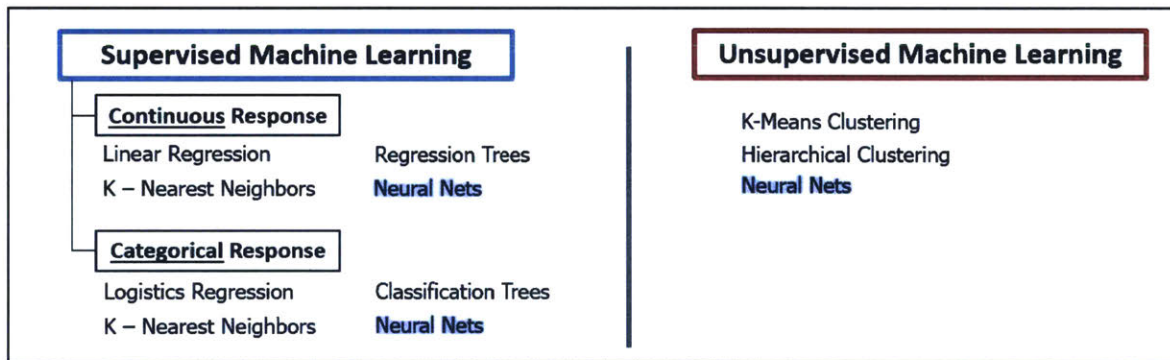 Supervised Machine Learning
Continuous Response
Linear Regression
Regression Trees
K – Nearest Neighbors
Neural Nets
Categorical Response
Logistics Regression
Classification Trees
K – Nearest Neighbors
Neural Nets
Unsupervised Machine Learning
K-Means Clustering
Hierarchical Clustering
Neural Nets